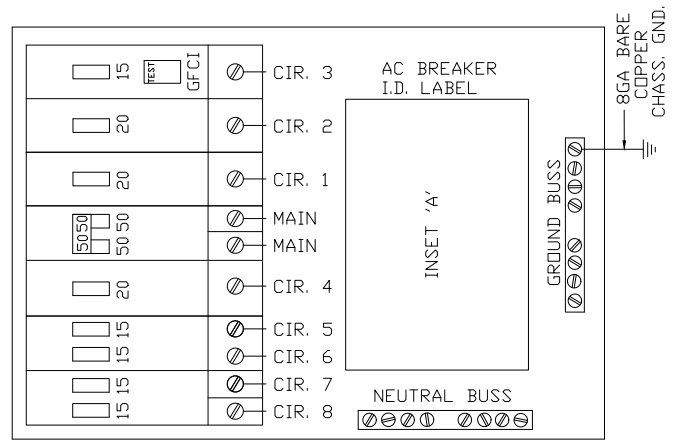 15 TEST GFCI CIR. 3
20 CIR. 2
20 CIR. 1
50 50 MAIN
50 50 MAIN
20 CIR. 4
15 CIR. 5
15 CIR. 6
15 CIR. 7
15 CIR. 8
AC BREAKER
I.D. LABEL
INSET 'A'
NEUTRAL BUSS
GROUND BUSS
8GA BARE
COPPER
CHASS. GND.